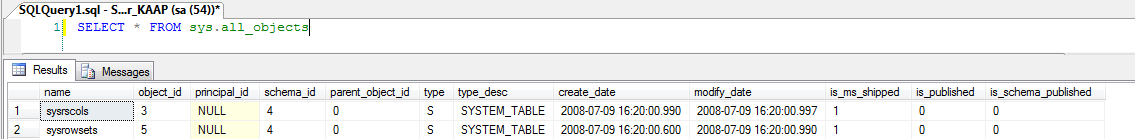 SQLQuery1.sql - S...r_KAAP (sa (54))*
1 SELECT * FROM sys.all_objects
Results Messages
name object_id principal_id schema_id parent_object_id type type_desc create_date modify_date is_ms_shipped is_published is_schema_published
1 sysrscols 3 NULL 4 0 S SYSTEM_TABLE 2008-07-09 16:20:00.990 2008-07-09 16:20:00.997 1 0 0
2 sysrowsets 5 NULL 4 0 S SYSTEM_TABLE 2008-07-09 16:20:00.600 2008-07-09 16:20:00.990 1 0 0